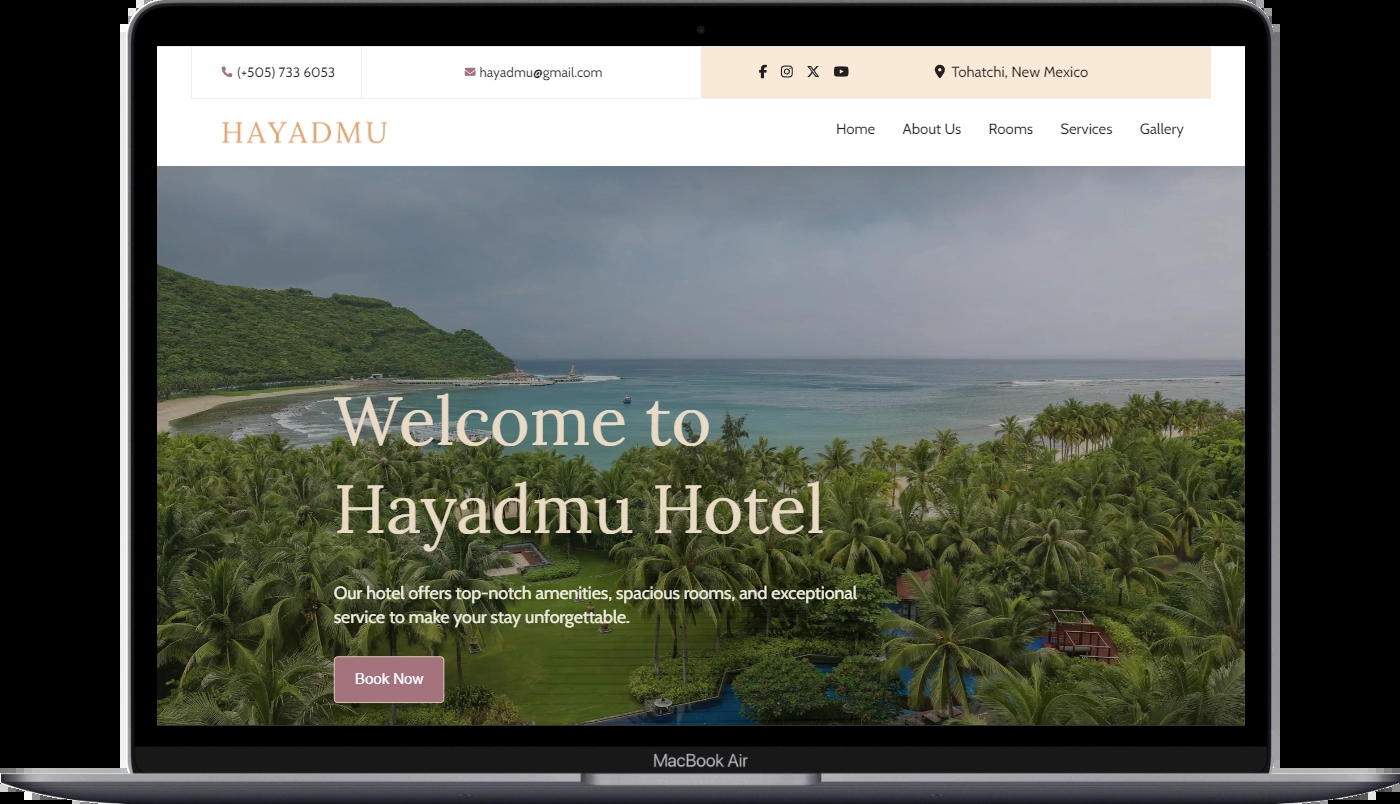 (+505) 733 6053
hayadmu@gmail.com
Tohatchi, New Mexico
HAYADMU
Home About Us Rooms Services Gallery
Welcome to
Hayadmu Hotel
Our hotel offers top-notch amenities, spacious rooms, and exceptional
service to make your stay unforgettable.
Book Now
MacBook Air